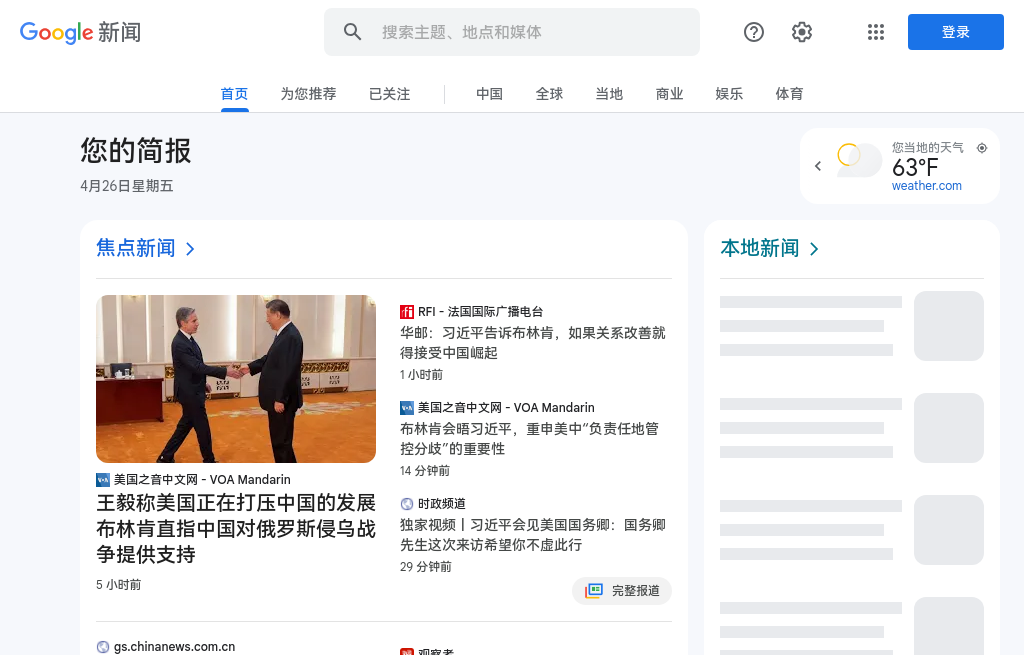 Google 新闻
搜索主题、地点和媒体
登录
首页
为您推荐
已关注
中国
全球
当地
商业
娱乐
体育
您的简报
4月26日星期五
您当地的天气
63°F
weather.com
焦点新闻
美国之音中文网 - VOA Mandarin
王毅称美国正在打压中国的发展
布林肯直指中国对俄罗斯侵乌战
争提供支持
5 小时前
RFI - 法国国际广播电台
华邮：习近平告诉布林肯，如果关系改善就
得接受中国崛起
1 小时前
美国之音中文网 - VOA Mandarin
布林肯会晤习近平，重申美中“负责任地管
控分歧”的重要性
14 分钟前
时政频道
独家视频丨习近平会见美国国务卿：国务卿
先生这次来访希望你不虚此行
29 分钟前
完整报道
gs.chinanews.com.cn
观察者
本地新闻